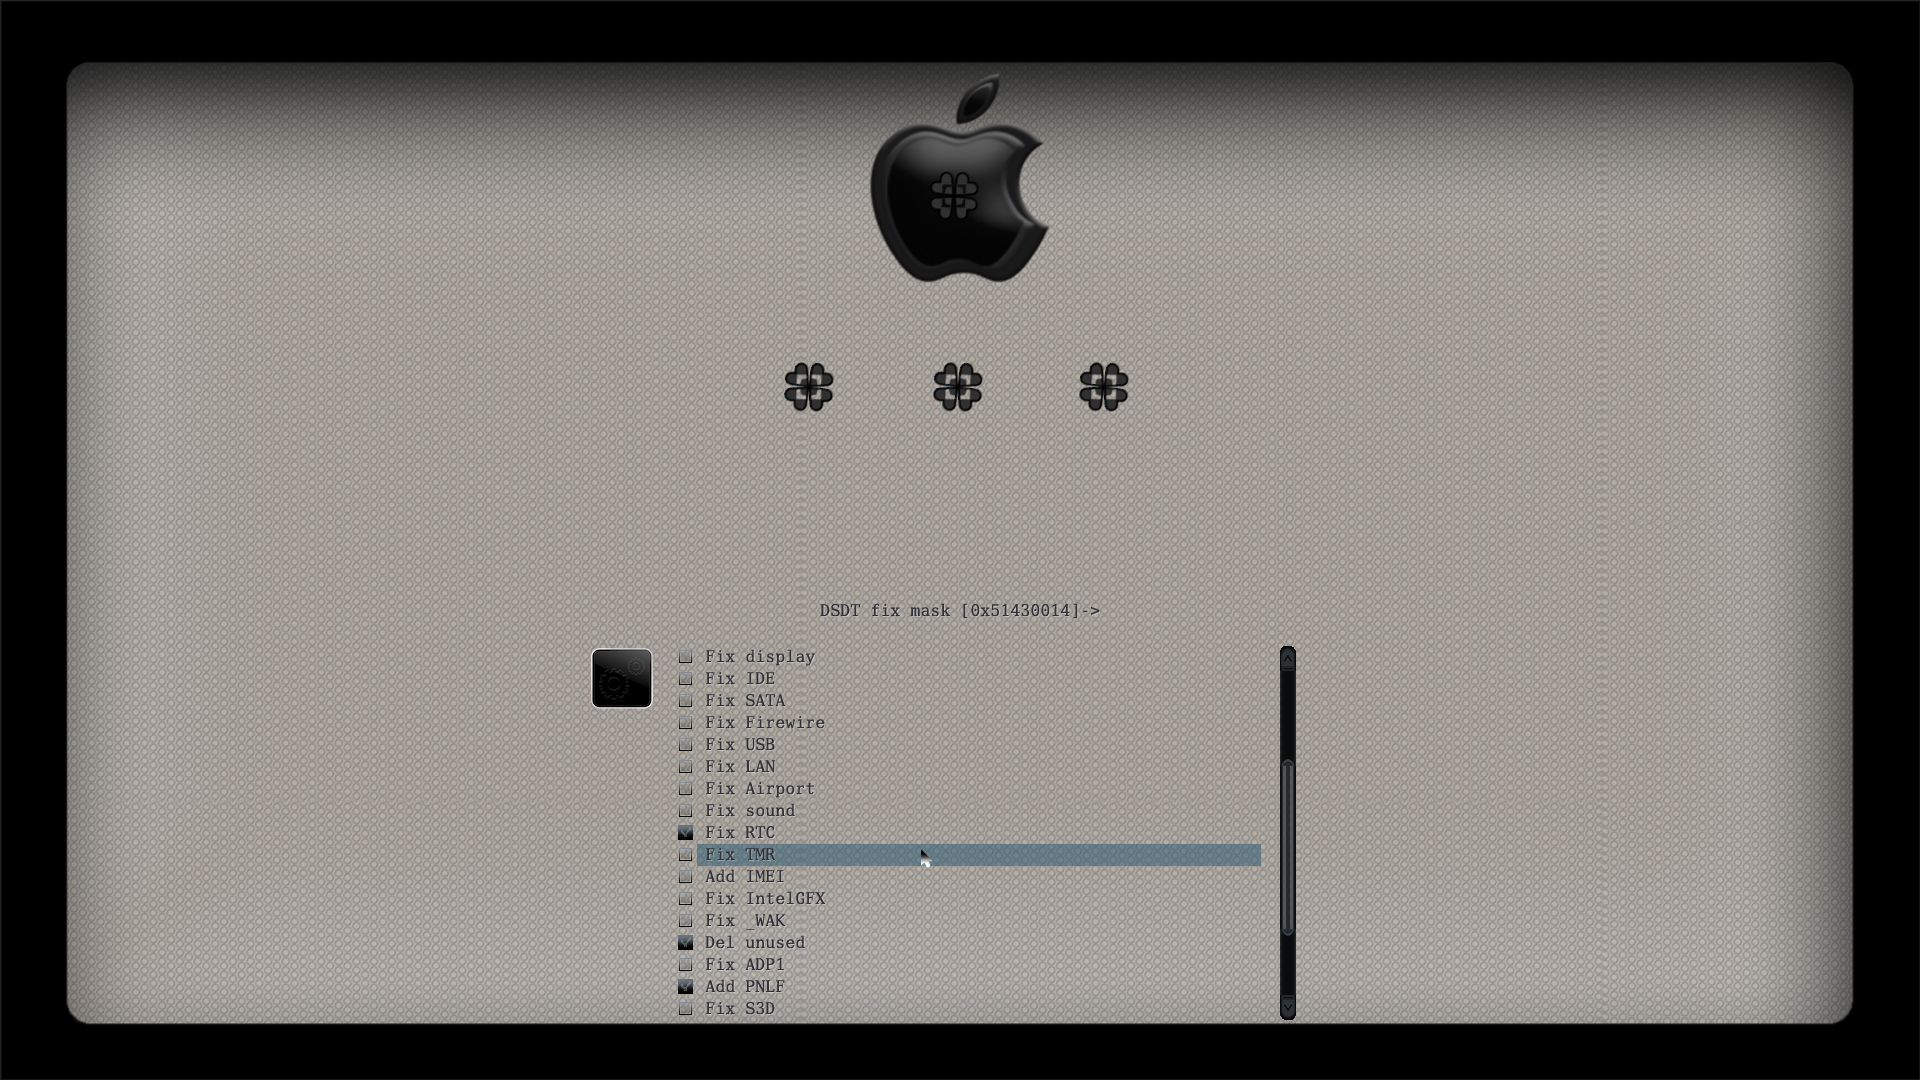 DSDT fix mask [0x51430014]->
Fix display
Fix IDE
Fix SATA
Fix Firewire
Fix USB
Fix LAN
Fix Airport
Fix sound
Fix RTC
Fix TMR
Add IMEI
Fix IntelGFX
Fix _WAK
Del unused
Fix ADP1
Add PNLF
Fix S3D